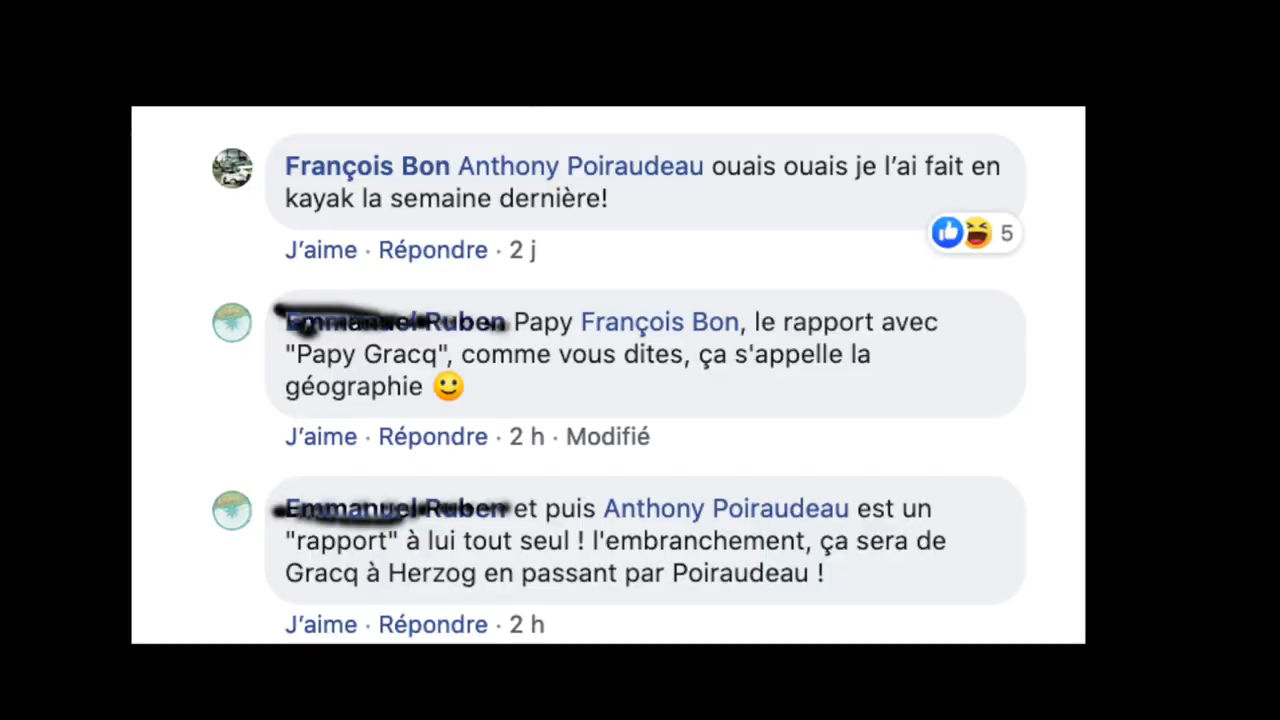 François Bon Anthony Poiraudeau ouais ouais je l’ai fait en
kayak la semaine dernière!
5
J’aime · Répondre · 2 j
Emmanuel Ruben Papy François Bon, le rapport avec
"Papy Gracq", comme vous dites, ça s'appelle la
géographie 🙂
J’aime · Répondre · 2 h · Modifié
Emmanuel Ruben et puis Anthony Poiraudeau est un
"rapport" à lui tout seul ! l'embranchement, ça sera de
Gracq à Herzog en passant par Poiraudeau !
J’aime · Répondre · 2 h